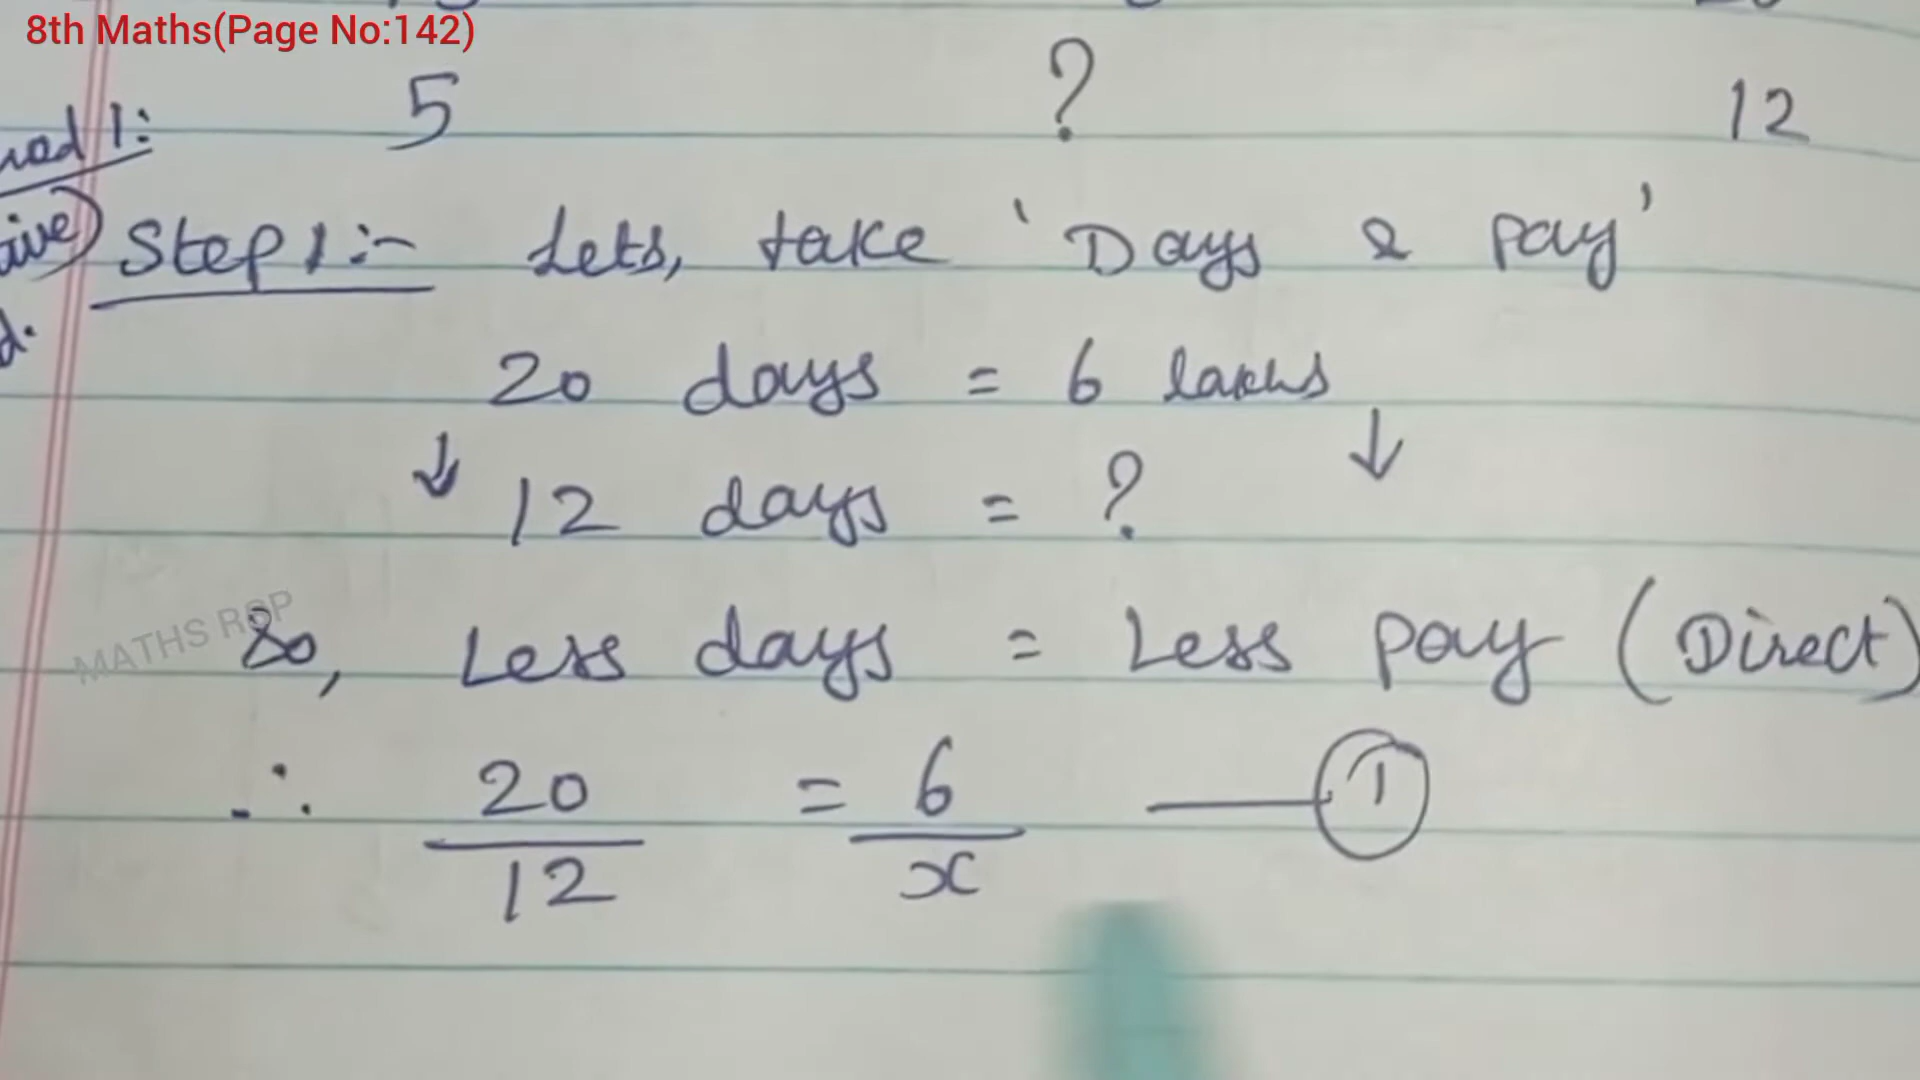 8th Maths(Page No:142)
5 ? 12
1:
Step1:- Lets, take 'Days & pay'
20 days = 6 lakhs
↓ 12 days = ? ↓
MATHS RSP
So, Less days = Less pay (Direct)
∴ 20/12 = 6/x — ①